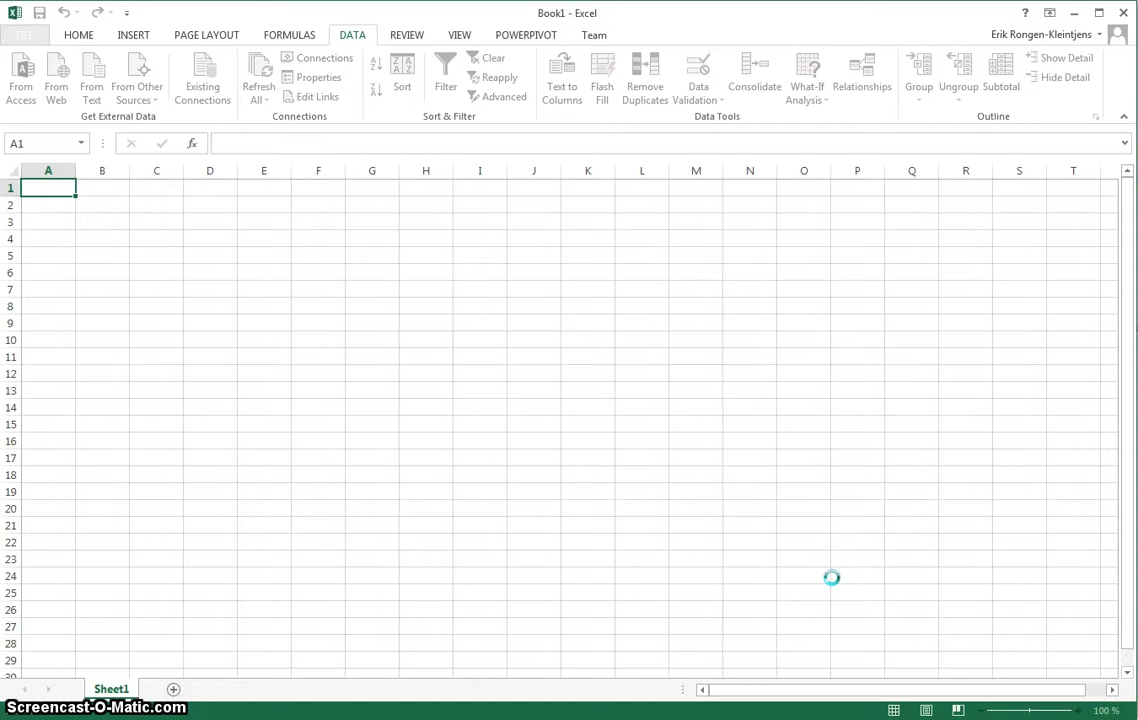 Book1 - Excel
?
FILE HOME INSERT PAGE LAYOUT FORMULAS DATA REVIEW VIEW POWERPIVOT Team
Erik Rongen-Kleintjens
From Access
From Web
From Text
From Other Sources
Get External Data
Existing Connections
Refresh All
Connections
Properties
Edit Links
Connections
A Z
Z A
Z A A Z
Sort
Filter
Clear
Reapply
Advanced
Sort & Filter
Text to Columns
Flash Fill
Remove Duplicates
Data Validation
Consolidate
What-If Analysis
Relationships
Data Tools
Group
Ungroup
Subtotal
Show Detail
Hide Detail
Outline
A1
fx
A B C D E F G H I J K L M N O P Q R S T
1
2
3
4
5
6
7
8
9
10
11
12
13
14
15
16
17
18
19
20
21
22
23
24
25
26
27
28
29
30
Sheet1
Screencast-O-Matic.com
100 %